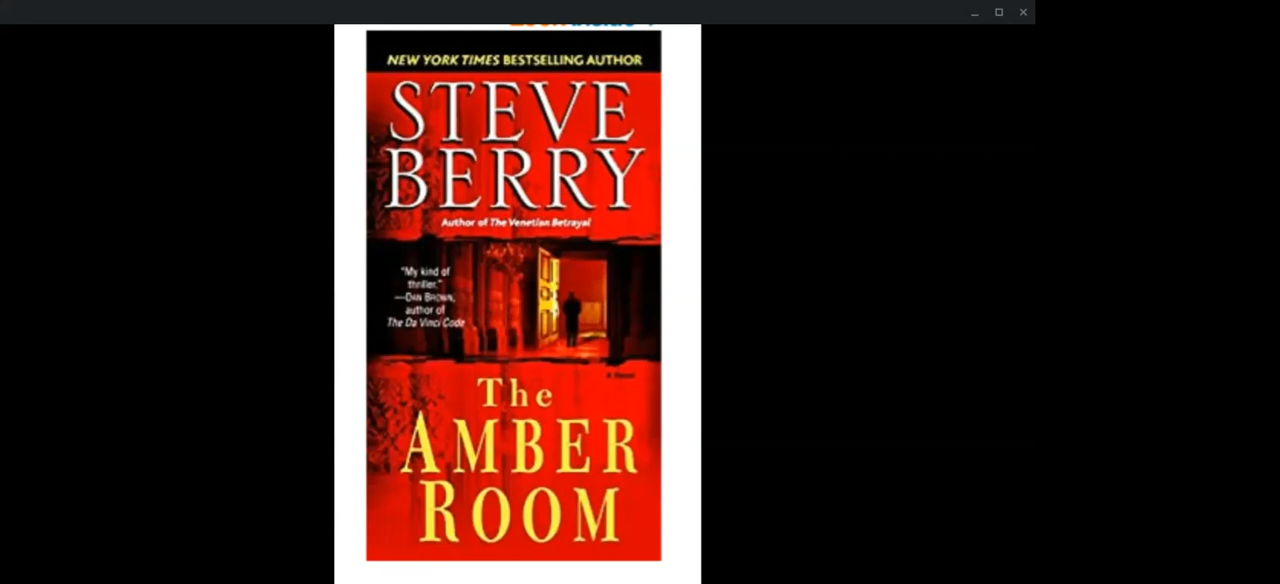 NEW YORK TIMES BESTSELLING AUTHOR
STEVE
BERRY
Author of The Venetian Betrayal
"My kind of
thriller."
—DAN BROWN,
author of
The Da Vinci Code
A Novel
The
AMBER
ROOM